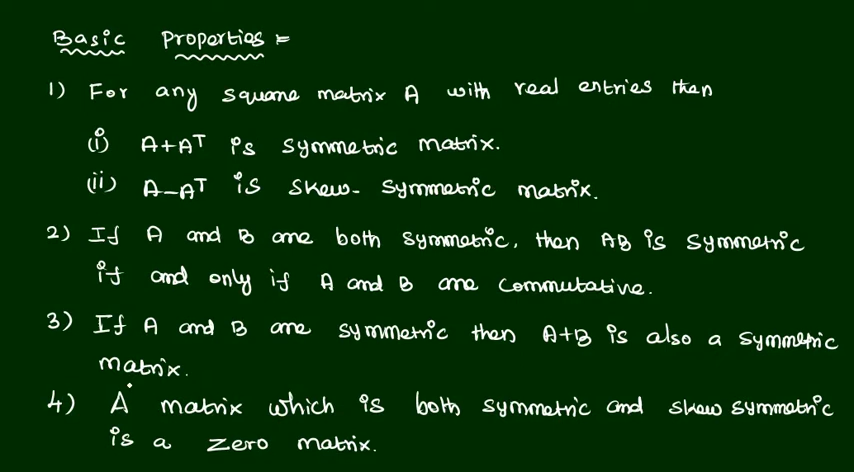 Basic Properties =
1) For any square matrix A with real entries then
(i) A+Aᵀ is symmetric matrix.
(ii) A-Aᵀ is skew-symmetric matrix.
2) If A and B are both symmetric, then AB is symmetric
if and only if A and B are commutative.
3) If A and B are symmetric then A+B is also a symmetric
matrix.
4) A matrix which is both symmetric and skew symmetric
is a zero matrix.